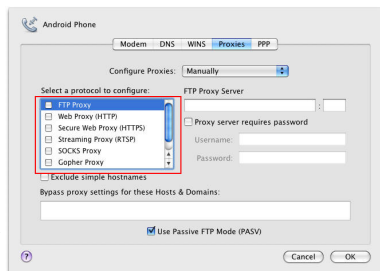 Android Phone
Modem DNS WINS Proxies PPP
Configure Proxies: Manually
Select a protocol to configure: FTP Proxy Server
FTP Proxy :
Web Proxy (HTTP) Proxy server requires password
Secure Web Proxy (HTTPS) Username:
Streaming Proxy (RTSP)
SOCKS Proxy Password:
Gopher Proxy
Exclude simple hostnames
Bypass proxy settings for these Hosts & Domains:
Use Passive FTP Mode (PASV)
? Cancel OK